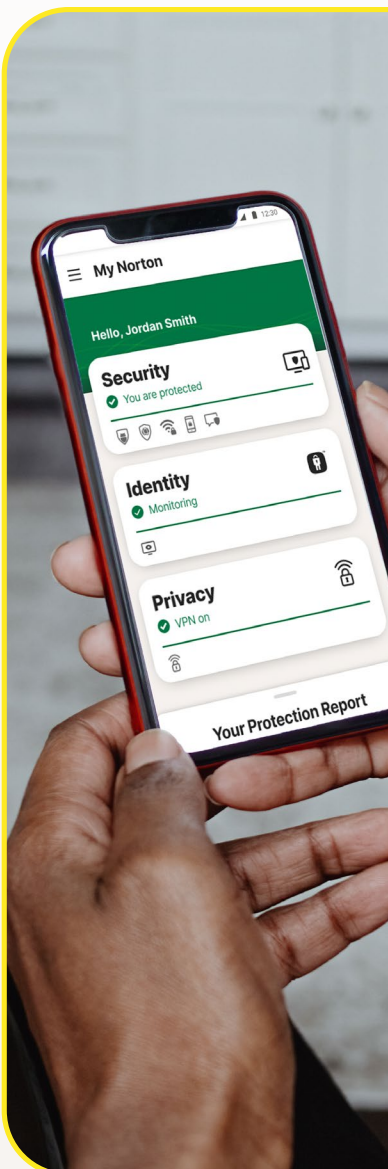 12:30
My Norton
Hello, Jordan Smith
Security
You are protected
Identity
Monitoring
Privacy
VPN on
Your Protection Report